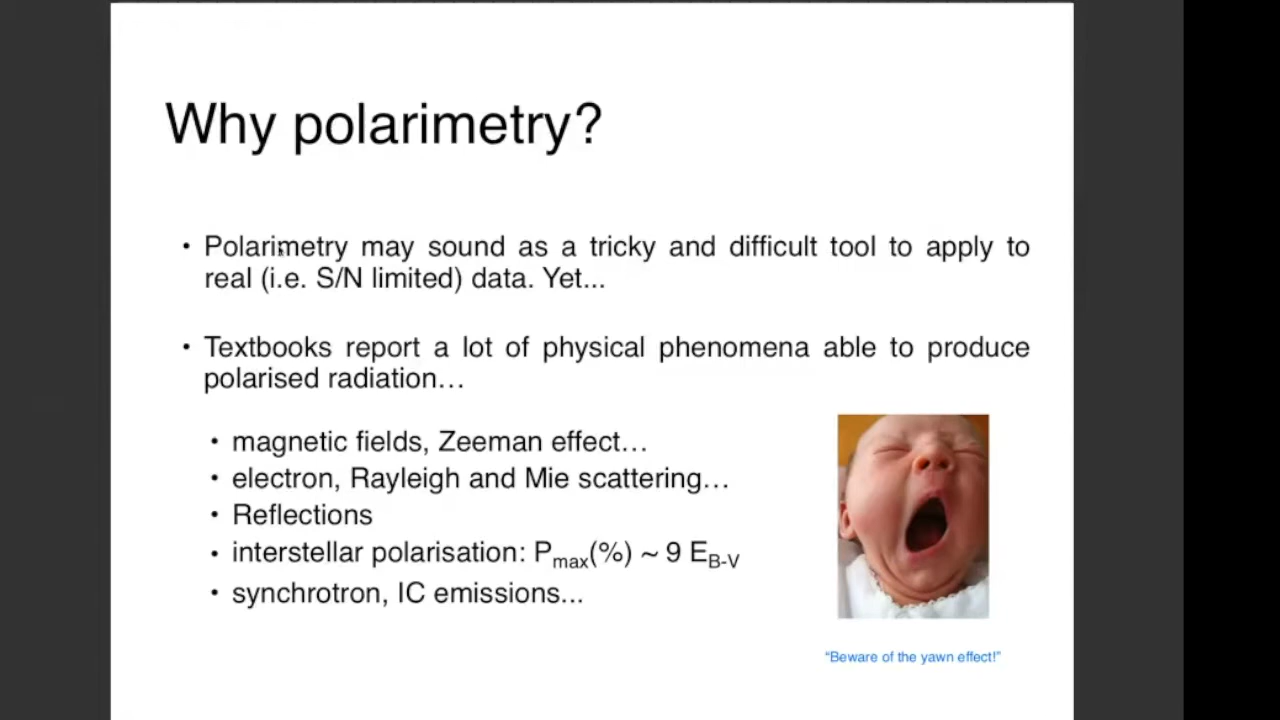 Why polarimetry?
• Polarimetry may sound as a tricky and difficult tool to apply to
real (i.e. S/N limited) data. Yet...
• Textbooks report a lot of physical phenomena able to produce
polarised radiation…
• magnetic fields, Zeeman effect…
• electron, Rayleigh and Mie scattering…
• Reflections
• interstellar polarisation: Pmax(%) ~ 9 EB-V
• synchrotron, IC emissions...
“Beware of the yawn effect!”